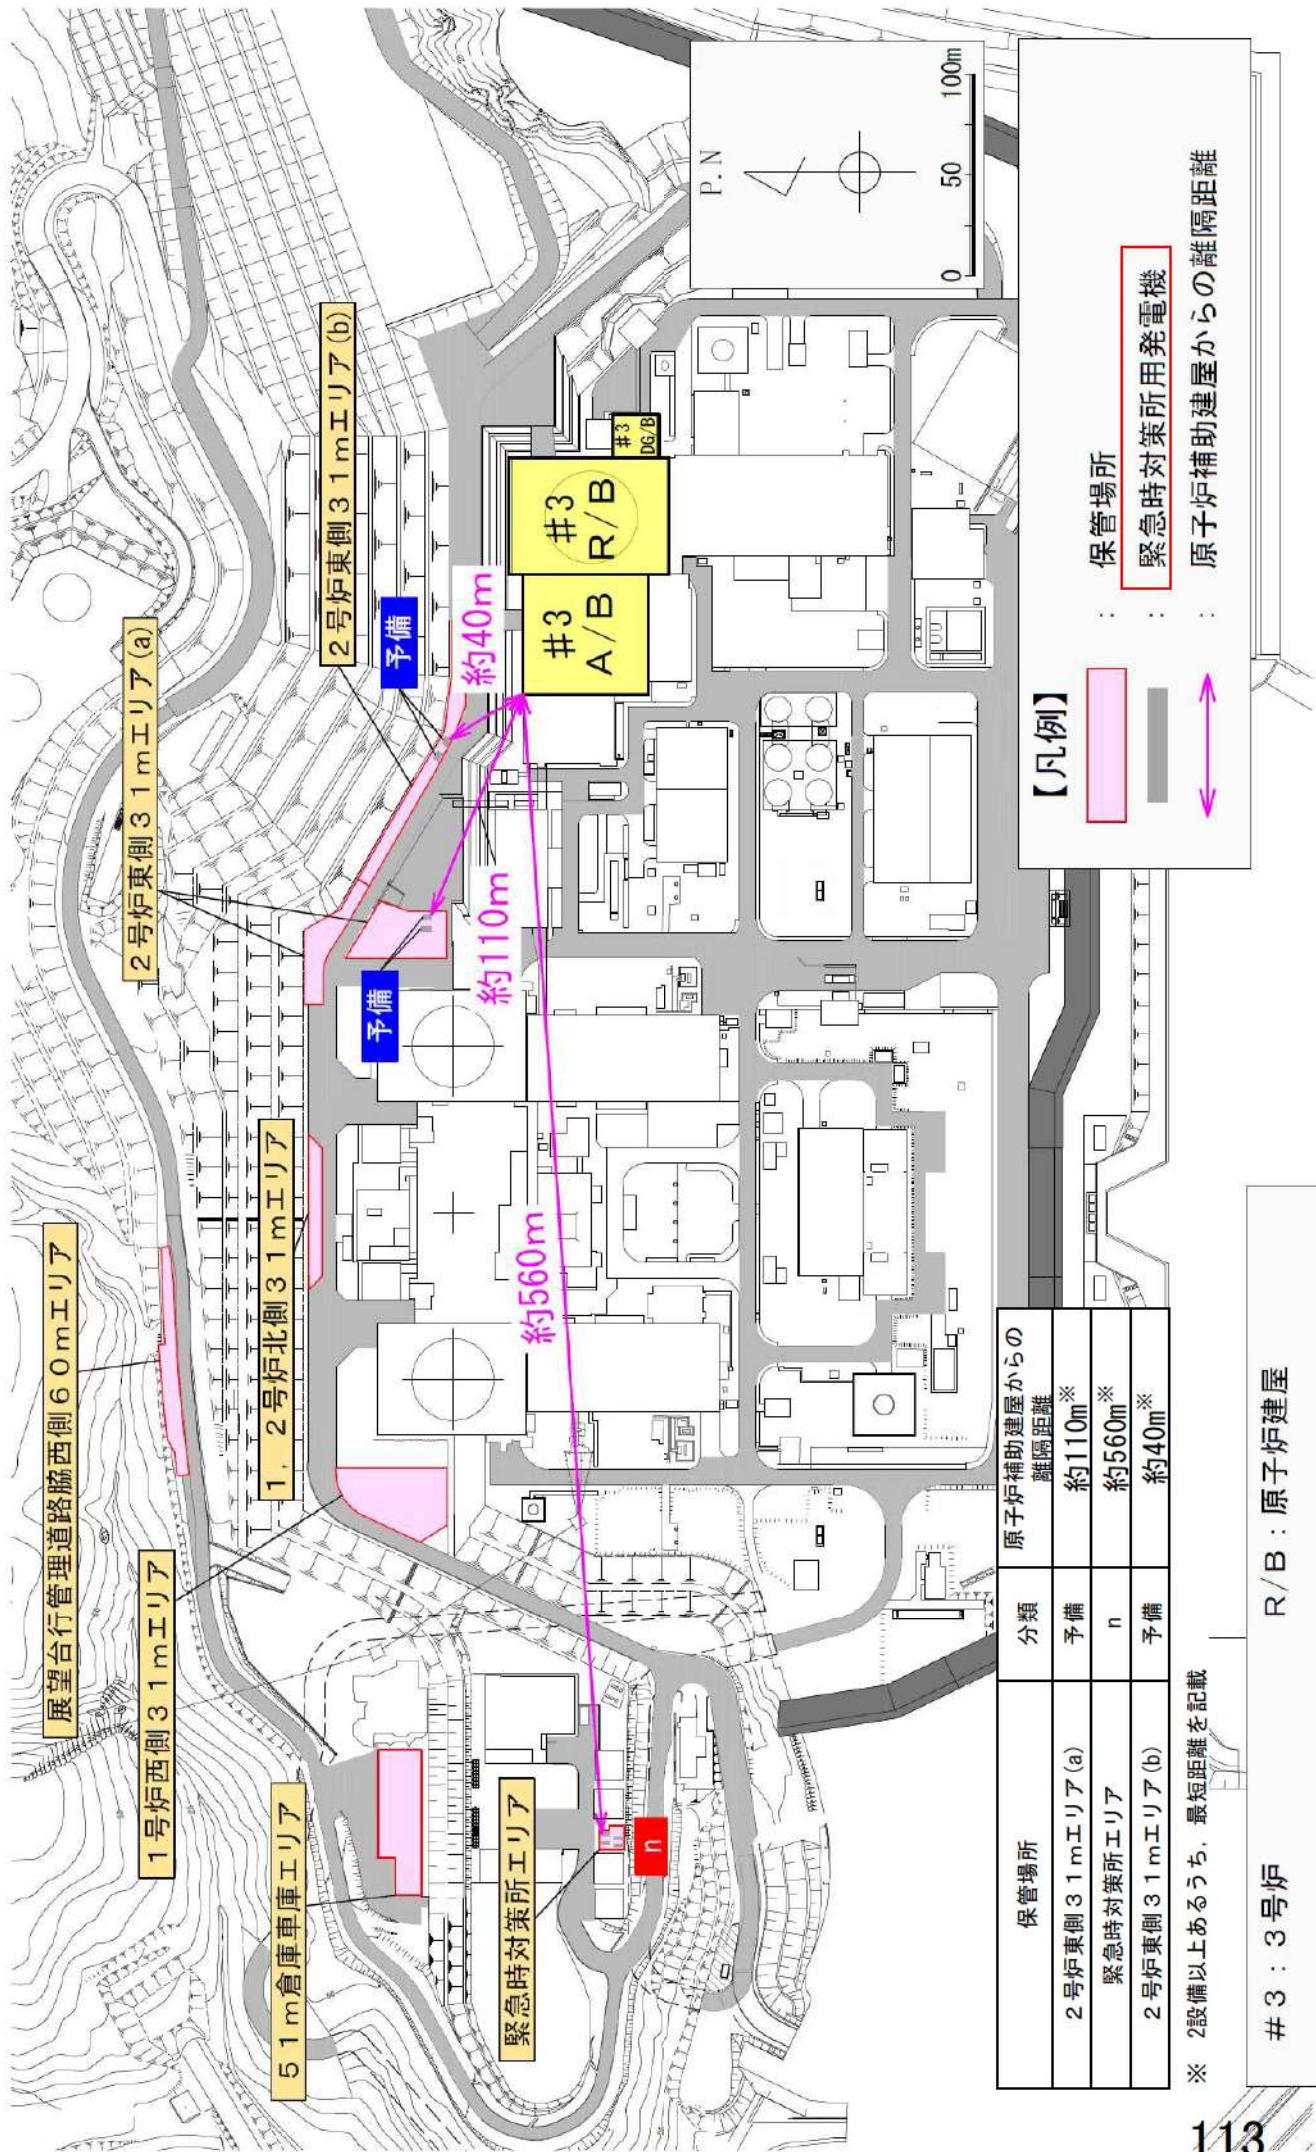 展望台行管理道路脇西側６０ｍエリア
１号炉西側３１ｍエリア
５１ｍ倉庫車庫エリア
１，２号炉北側３１ｍエリア
２号炉東側３１ｍエリア(a)
２号炉東側３１ｍエリア(b)
緊急時対策所エリア
予備
予備
n
約40m
約110m
約560m
＃3
A/B
＃3
R/B
＃3
DG/B
P.N
0 50 100m
【凡例】
： 保管場所
： 緊急時対策所用発電機
： 原子炉補助建屋からの離隔距離
保管場所 分類 原子炉補助建屋からの
離隔距離
２号炉東側３１ｍエリア(a) 予備 約110m※
緊急時対策所エリア n 約560m※
２号炉東側３１ｍエリア(b) 予備 約40m※
※ 2設備以上あるうち，最短距離を記載
＃３：３号炉 R/B：原子炉建屋
113